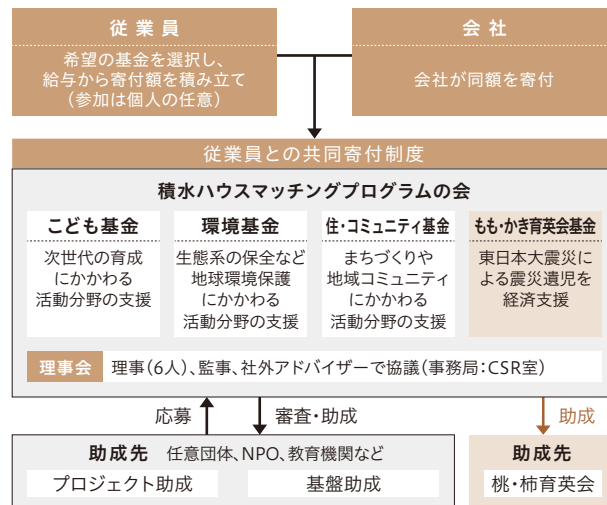 従業員
希望の基金を選択し、
給与から寄付額を積み立て
(参加は個人の任意)
会社
会社が同額を寄付
従業員との共同寄付制度
積水ハウスマッチングプログラムの会
こども基金
次世代の育成
にかかわる
活動分野の支援
環境基金
生態系の保全など
地球環境保護
にかかわる
活動分野の支援
住・コミュニティ基金
まちづくりや
地域コミュニティ
にかかわる
活動分野の支援
もも・かき育英会基金
東日本大震災に
よる震災遺児を
経済支援
理事会 理事(6人)、監事、社外アドバイザーで協議(事務局:CSR室)
応募 審査・助成 助成
助成先 任意団体、NPO、教育機関など
プロジェクト助成 基盤助成
助成先
桃・柿育英会